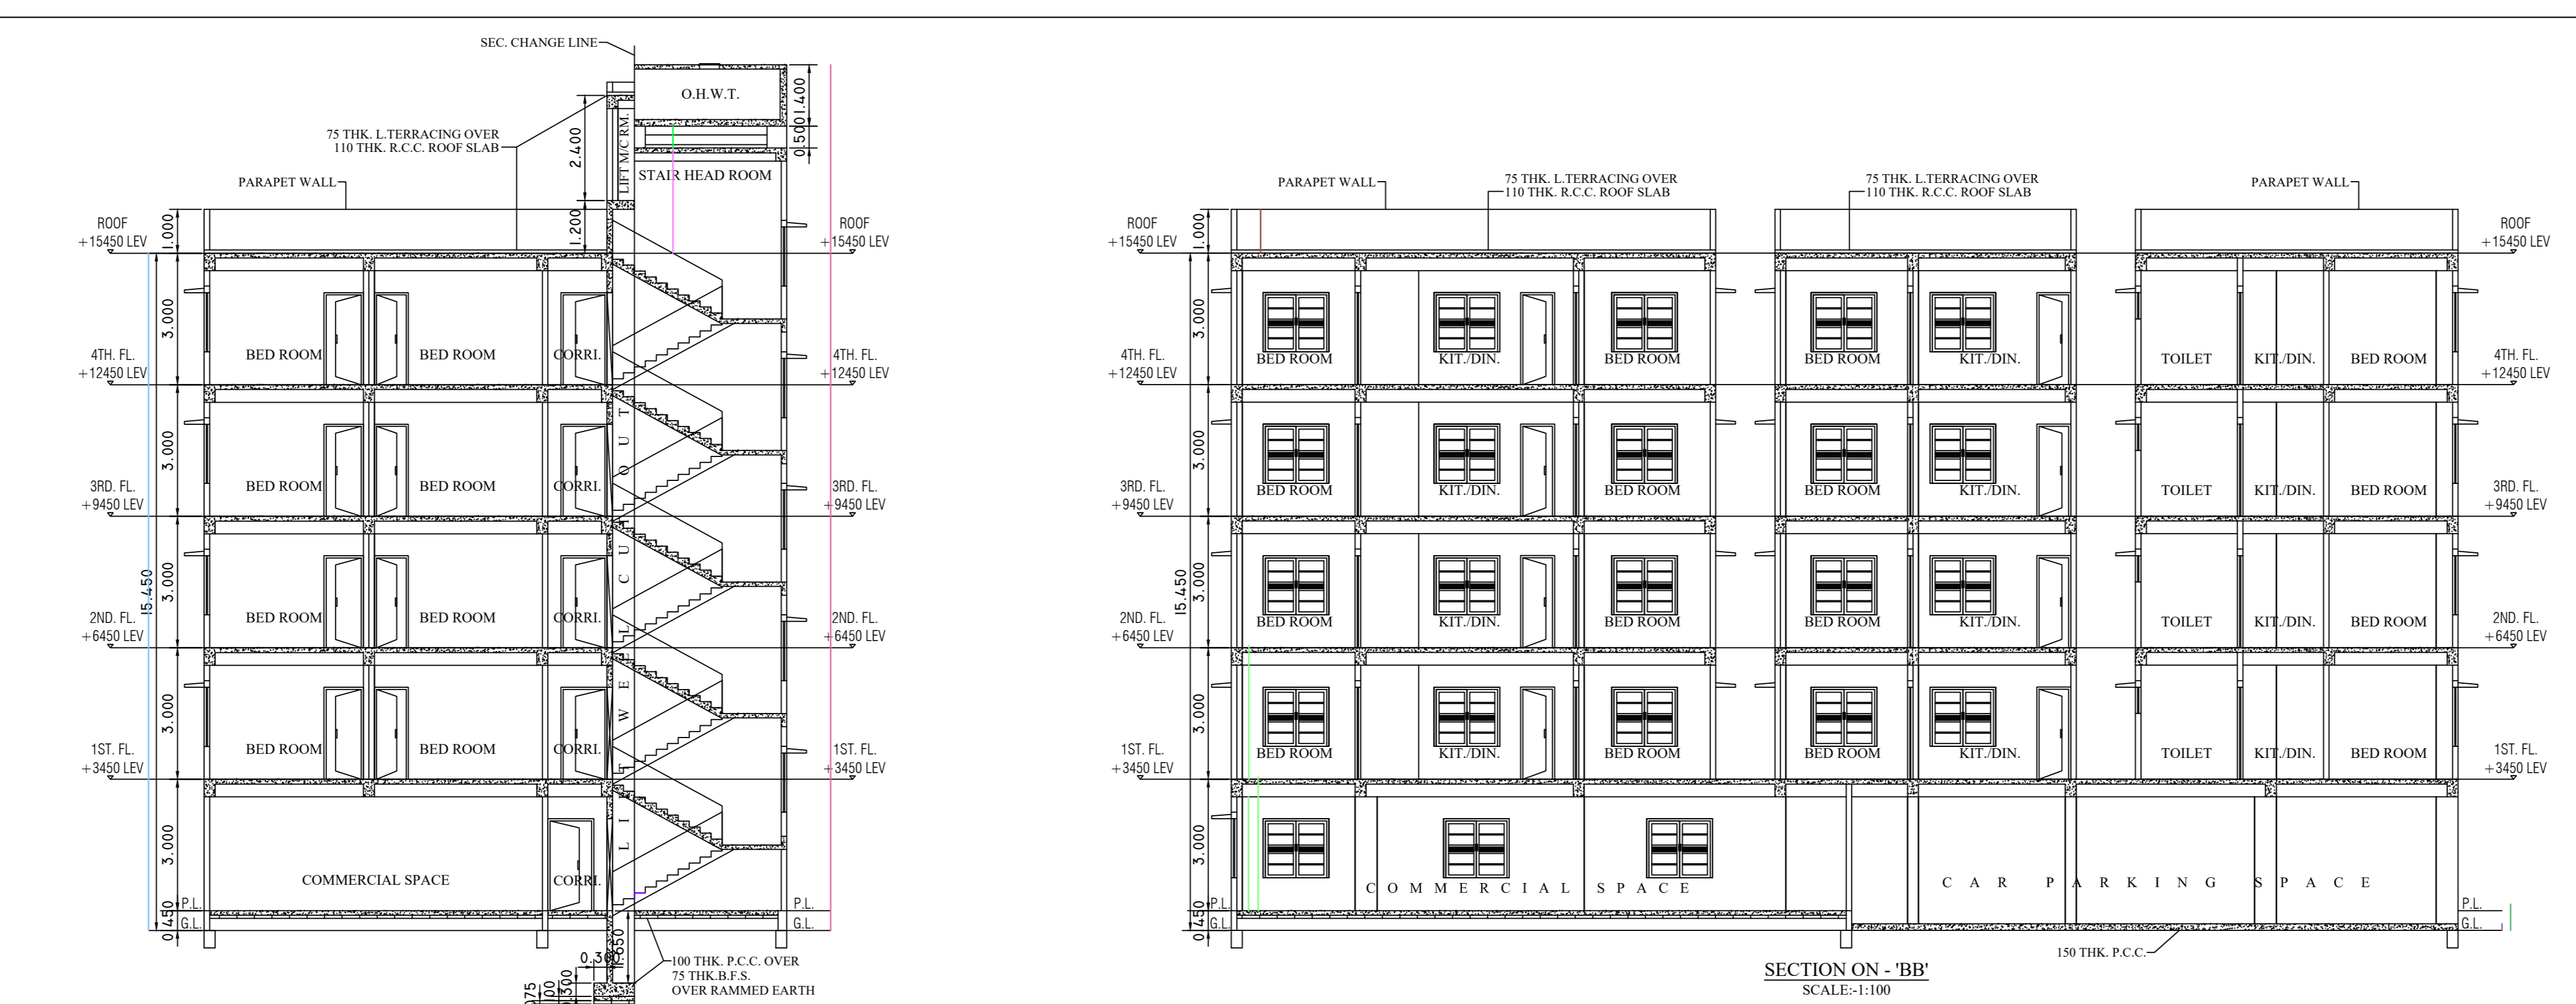 SEC. CHANGE LINE
O.H.W.T.
1.400
0.500
75 THK. L.TERRACING OVER
110 THK. R.C.C. ROOF SLAB
2.400
LIFT M/C RM.
STAIR HEAD ROOM
PARAPET WALL
1.200
1.000
ROOF
+15450 LEV
ROOF
+15450 LEV
3.000
BED ROOM
BED ROOM
CORRI.
4TH. FL.
+12450 LEV
4TH. FL.
+12450 LEV
3.000
BED ROOM
BED ROOM
CORRI.
3RD. FL.
+9450 LEV
3RD. FL.
+9450 LEV
15.450
3.000
BED ROOM
BED ROOM
CORRI.
2ND. FL.
+6450 LEV
2ND. FL.
+6450 LEV
3.000
BED ROOM
BED ROOM
CORRI.
1ST. FL.
+3450 LEV
1ST. FL.
+3450 LEV
LIFT WELL CUTOUT
3.000
COMMERCIAL SPACE
CORRI.
P.L.
G.L.
0.450
P.L.
G.L.
0.300
0.300
100 THK. P.C.C. OVER
75 THK.B.F.S.
OVER RAMMED EARTH
PARAPET WALL
75 THK. L.TERRACING OVER
110 THK. R.C.C. ROOF SLAB
75 THK. L.TERRACING OVER
110 THK. R.C.C. ROOF SLAB
PARAPET WALL
1.000
ROOF
+15450 LEV
ROOF
+15450 LEV
3.000
BED ROOM
KIT./DIN.
BED ROOM
BED ROOM
KIT./DIN.
TOILET
KIT./DIN.
BED ROOM
4TH. FL.
+12450 LEV
4TH. FL.
+12450 LEV
3.000
BED ROOM
KIT./DIN.
BED ROOM
BED ROOM
KIT./DIN.
TOILET
KIT./DIN.
BED ROOM
3RD. FL.
+9450 LEV
3RD. FL.
+9450 LEV
15.450
3.000
BED ROOM
KIT./DIN.
BED ROOM
BED ROOM
KIT./DIN.
TOILET
KIT./DIN.
BED ROOM
2ND. FL.
+6450 LEV
2ND. FL.
+6450 LEV
3.000
BED ROOM
KIT./DIN.
BED ROOM
BED ROOM
KIT./DIN.
TOILET
KIT./DIN.
BED ROOM
1ST. FL.
+3450 LEV
1ST. FL.
+3450 LEV
3.000
COMMERCIAL SPACE
CAR PARKING SPACE
P.L.
G.L.
0.450
P.L.
G.L.
150 THK. P.C.C.
SECTION ON - 'BB'
SCALE:-1:100